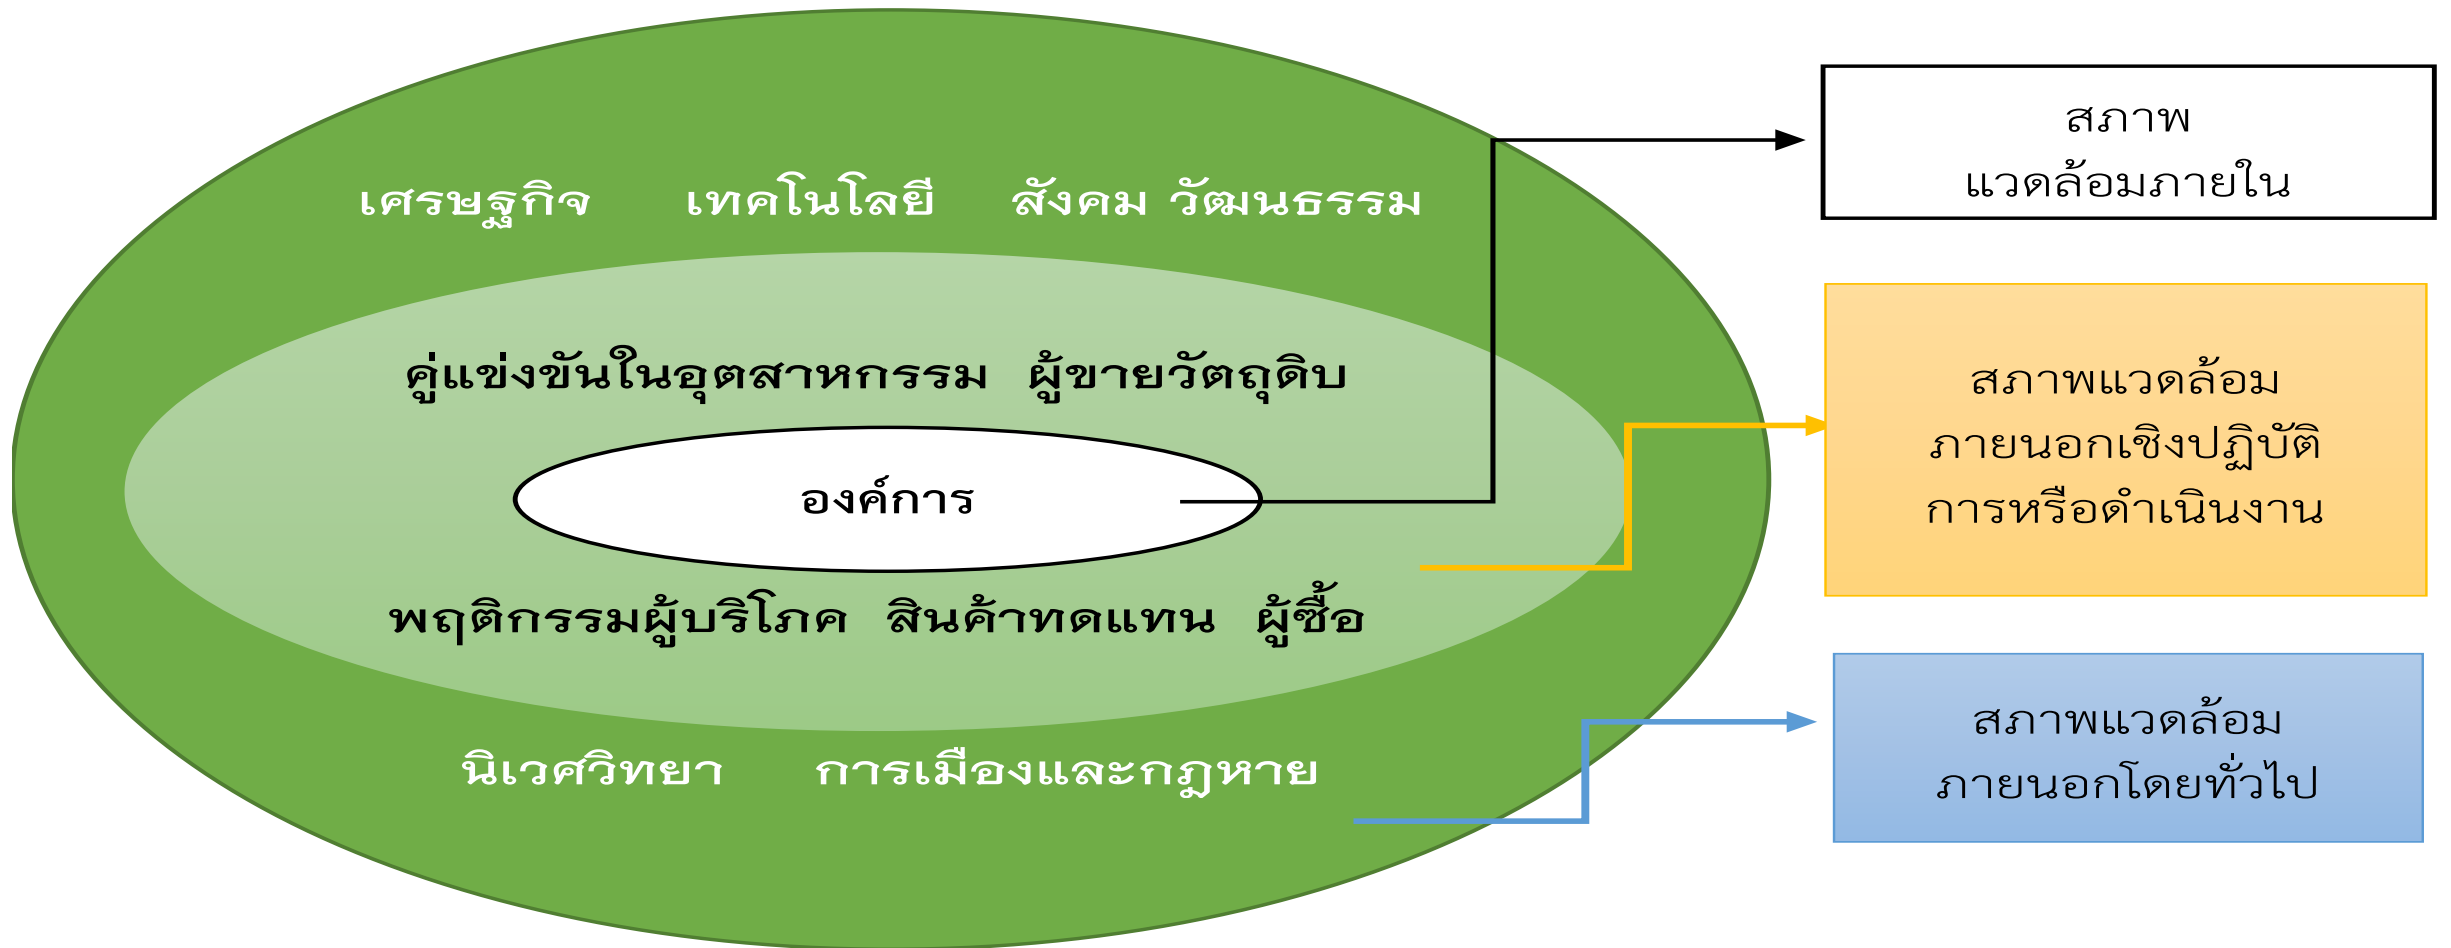 เศรษฐกิจ เทคโนโลยี สังคม วัฒนธรรม
คู่แข่งขันในอุตสาหกรรม ผู้ขายวัตถุดิบ
องค์การ
พฤติกรรมผู้บริโภค สินค้าทดแทน ผู้ซื้อ
นิเวศวิทยา การเมืองและกฎหาย
สภาพ
แวดล้อมภายใน
สภาพแวดล้อม
ภายนอกเชิงปฏิบัติ
การหรือดำเนินงาน
สภาพแวดล้อม
ภายนอกโดยทั่วไป